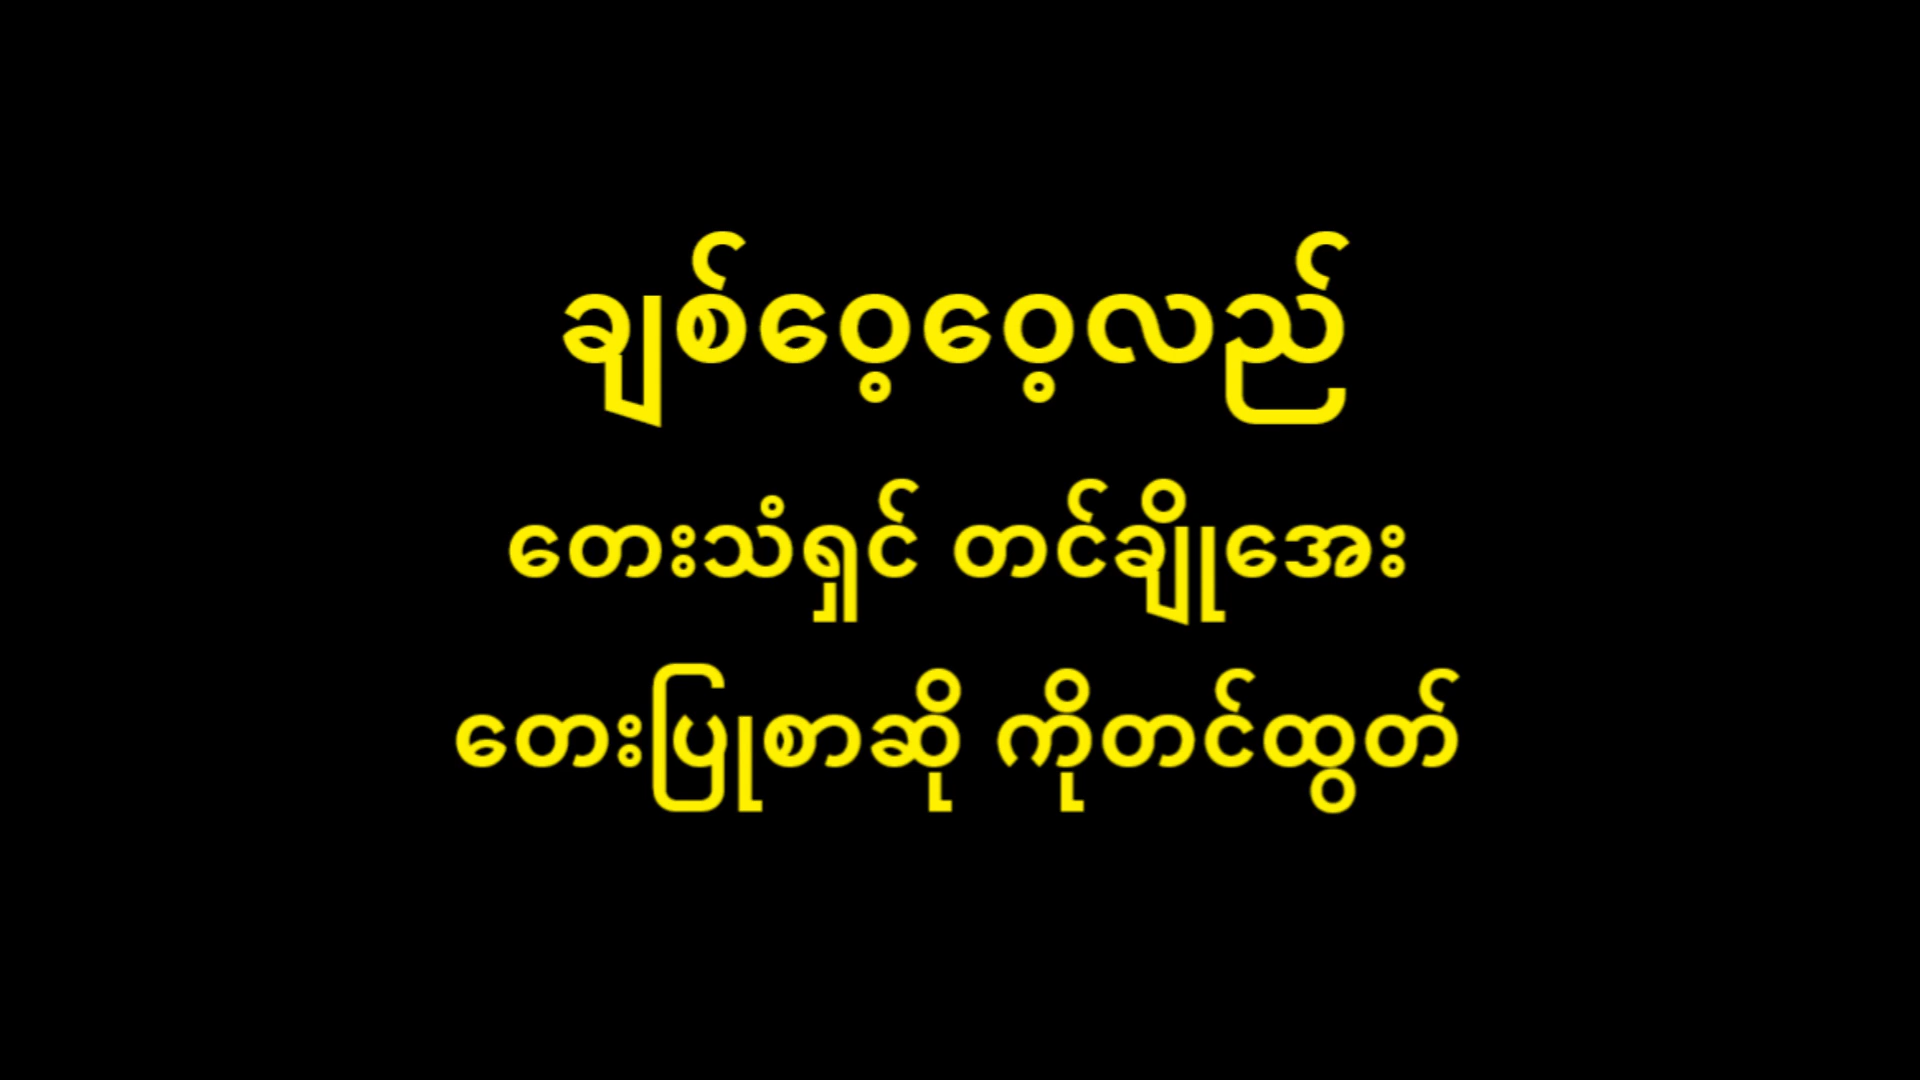 ချစ်ဝေ့ဝေ့လည်
တေးသံရှင် တင်ချိုအေး
တေးပြုစာဆို ကိုတင်ထွတ်